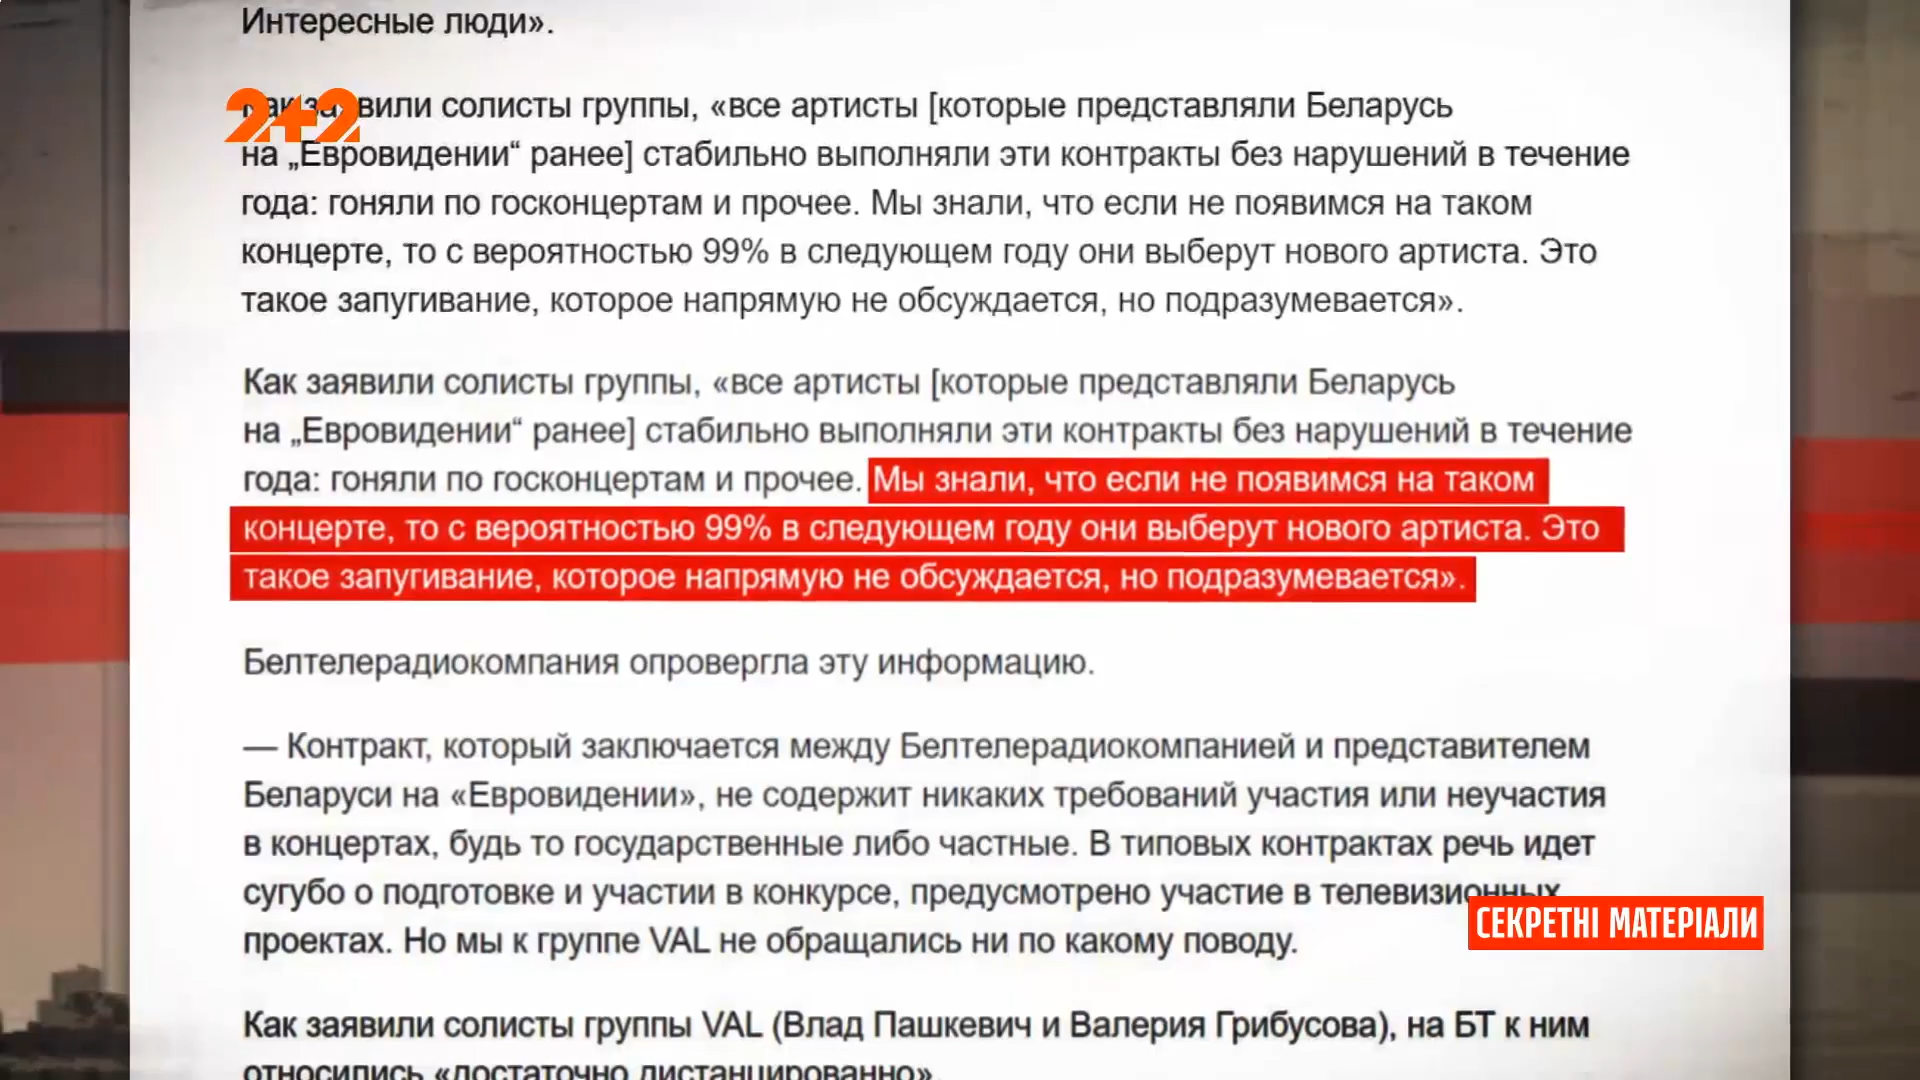 Интересные люди».
2+2
Как заявили солисты группы, «все артисты [которые представляли Беларусь
на „Евровидении“ ранее] стабильно выполняли эти контракты без нарушений в течение
года: гоняли по госконцертам и прочее. Мы знали, что если не появимся на таком
концерте, то с вероятностью 99% в следующем году они выберут нового артиста. Это
такое запугивание, которое напрямую не обсуждается, но подразумевается».
Как заявили солисты группы, «все артисты [которые представляли Беларусь
на „Евровидении“ ранее] стабильно выполняли эти контракты без нарушений в течение
года: гоняли по госконцертам и прочее. Мы знали, что если не появимся на таком
концерте, то с вероятностью 99% в следующем году они выберут нового артиста. Это
такое запугивание, которое напрямую не обсуждается, но подразумевается».
Белтелерадиокомпания опровергла эту информацию.
— Контракт, который заключается между Белтелерадиокомпанией и представителем
Беларуси на «Евровидении», не содержит никаких требований участия или неучастия
в концертах, будь то государственные либо частные. В типовых контрактах речь идет
сугубо о подготовке и участии в конкурсе, предусмотрено участие в телевизионных
проектах. Но мы к группе VAL не обращались ни по какому поводу.
СЕКРЕТНІ МАТЕРІАЛИ
Как заявили солисты группы VAL (Влад Пашкевич и Валерия Грибусова), на БТ к ним
относились «достаточно дистанцированно».